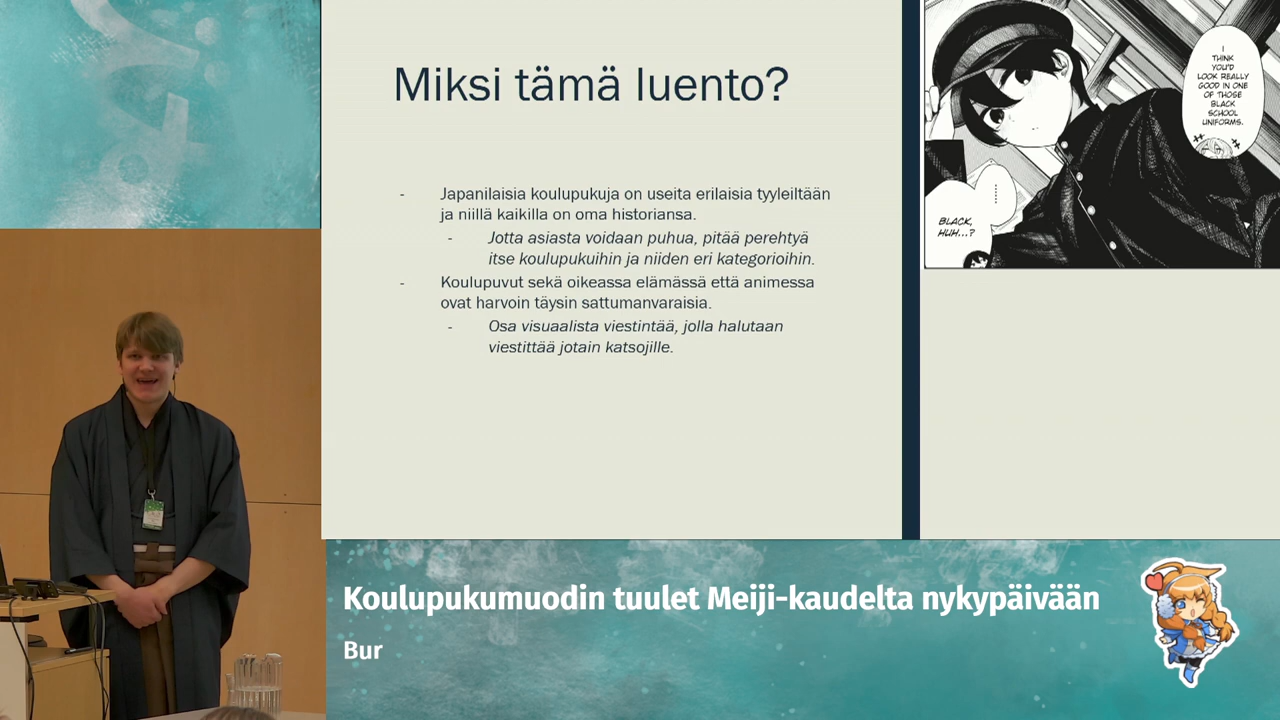 Miksi tämä luento?
- Japanilaisia koulupukuja on useita erilaisia tyyleiltään
ja niillä kaikilla on oma historiansa.
- Jotta asiasta voidaan puhua, pitää perehtyä
itse koulupukuihin ja niiden eri kategorioihin.
- Koulupuvut sekä oikeassa elämässä että animessa
ovat harvoin täysin sattumanvaraisia.
- Osa visuaalista viestintää, jolla halutaan
viestittää jotain katsojille.
I
THINK
YOU'D
LOOK REALLY
GOOD IN ONE
OF THOSE
BLACK
SCHOOL
UNIFORMS.
......
BLACK,
HUH...?
Koulupukumuodin tuulet Meiji-kaudelta nykypäivään
Bur